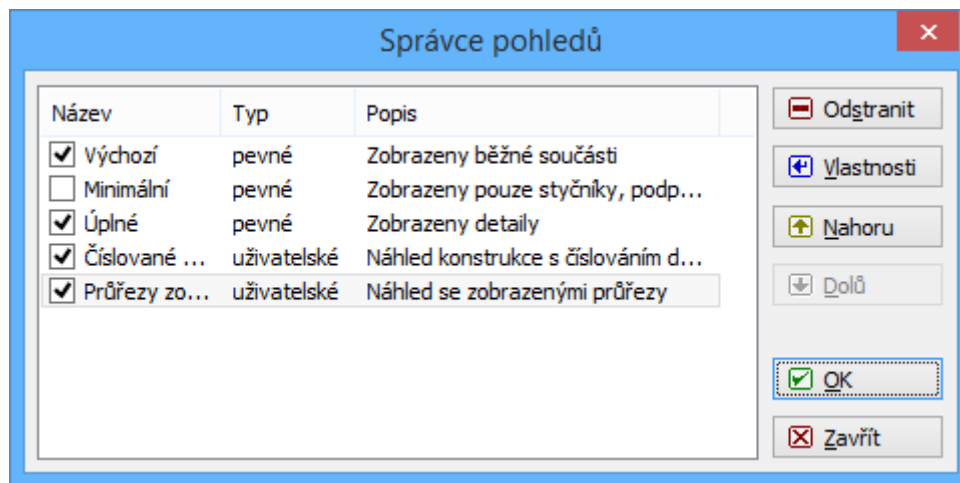 Správce pohledů
Název Typ Popis
Výchozí pevné Zobrazeny běžné součásti
Minimální pevné Zobrazeny pouze styčníky, podp...
Úplné pevné Zobrazeny detaily
Číslované ... uživatelské Náhled konstrukce s číslováním d...
Průřezy zo... uživatelské Náhled se zobrazenými průřezy
Odstranit
Vlastnosti
Nahoru
Dolů
OK
Zavřít